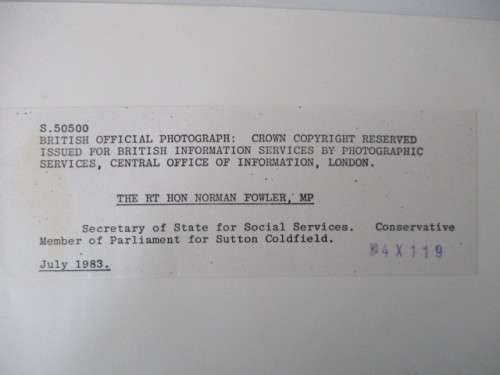 S.50500
BRITISH OFFICIAL PHOTOGRAPH: CROWN COPYRIGHT RESERVED
ISSUED FOR BRITISH INFORMATION SERVICES BY PHOTOGRAPHIC
SERVICES, CENTRAL OFFICE OF INFORMATION, LONDON.
THE RT HON NORMAN FOWLER, MP
Secretary of State for Social Services. Conservative
Member of Parliament for Sutton Coldfield.
4 X 119
July 1983.